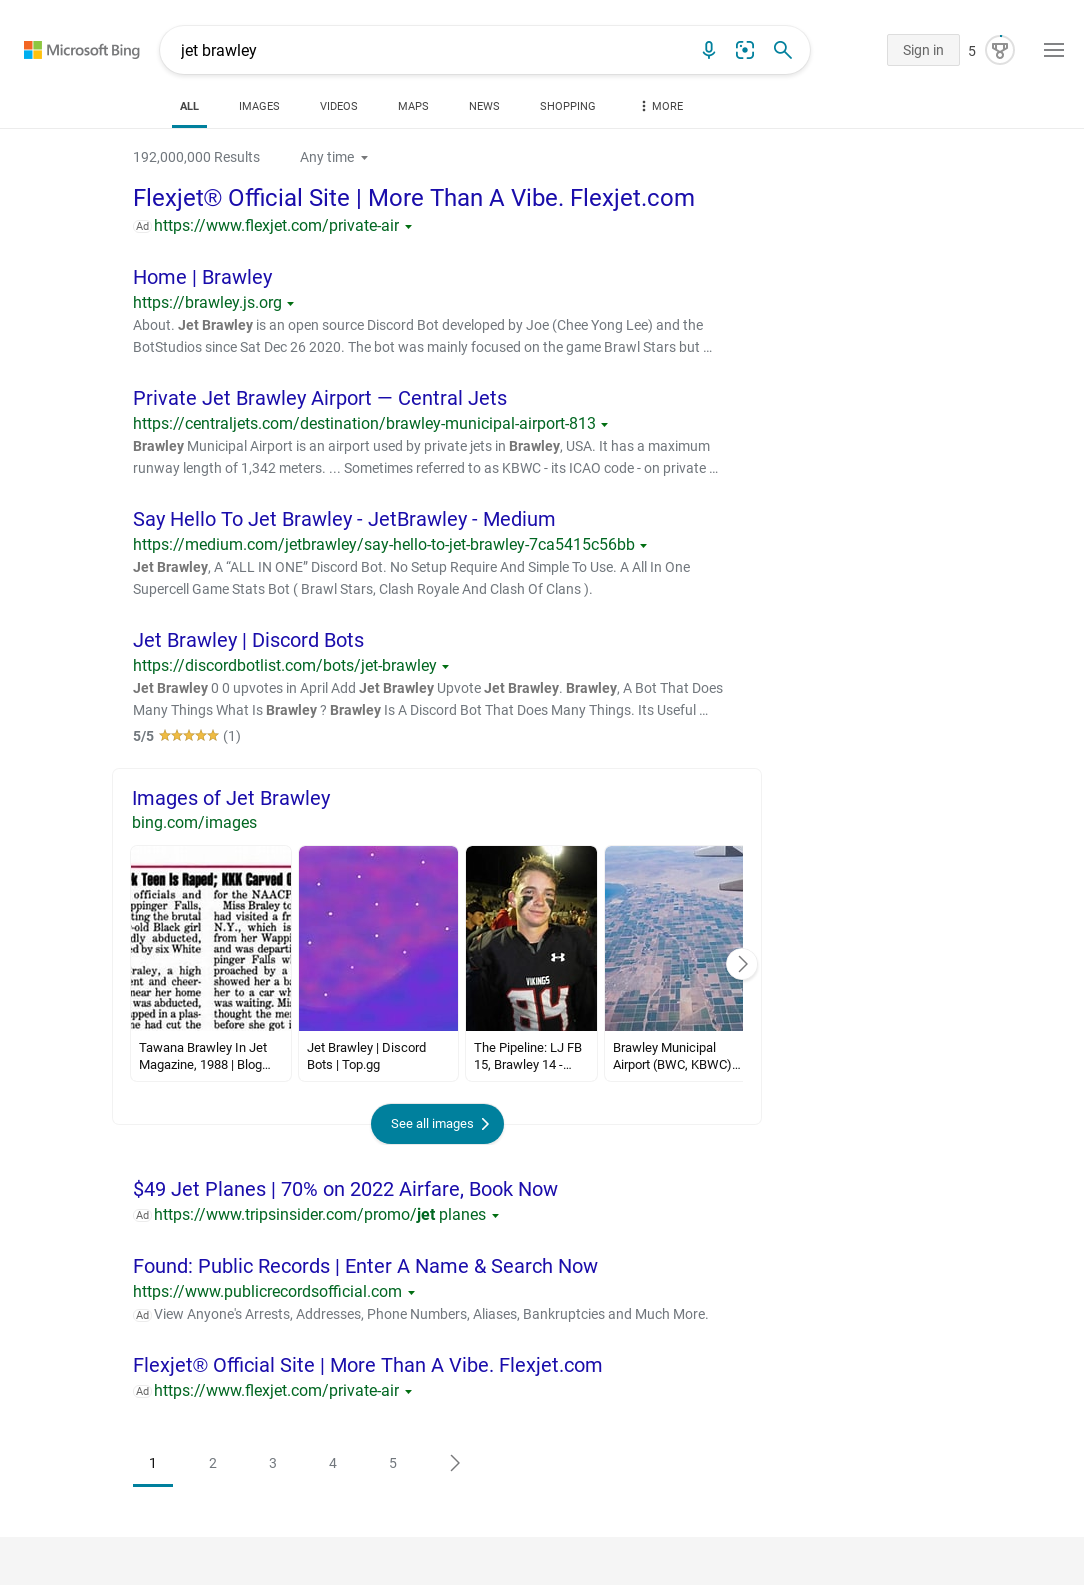 Microsoft Bing
jet brawley
Sign in
5
ALL
IMAGES
VIDEOS
MAPS
NEWS
SHOPPING
MORE
192,000,000 Results
Any time
Flexjet® Official Site | More Than A Vibe. Flexjet.com
Ad https://www.flexjet.com/private-air
Home | Brawley
https://brawley.js.org
About. Jet Brawley is an open source Discord Bot developed by Joe (Chee Yong Lee) and the
BotStudios since Sat Dec 26 2020. The bot was mainly focused on the game Brawl Stars but …
Private Jet Brawley Airport — Central Jets
https://centraljets.com/destination/brawley-municipal-airport-813
Brawley Municipal Airport is an airport used by private jets in Brawley, USA. It has a maximum
runway length of 1,342 meters. ... Sometimes referred to as KBWC - its ICAO code - on private …
Say Hello To Jet Brawley - JetBrawley - Medium
https://medium.com/jetbrawley/say-hello-to-jet-brawley-7ca5415c56bb
Jet Brawley, A “ALL IN ONE” Discord Bot. No Setup Require And Simple To Use. A All In One
Supercell Game Stats Bot ( Brawl Stars, Clash Royale And Clash Of Clans ).
Jet Brawley | Discord Bots
https://discordbotlist.com/bots/jet-brawley
Jet Brawley 0 0 upvotes in April Add Jet Brawley Upvote Jet Brawley. Brawley, A Bot That Does
Many Things What Is Brawley ? Brawley Is A Discord Bot That Does Many Things. Its Useful …
5/5 (1)
Images of Jet Brawley
bing.com/images
k Teen Is Raped; KKK Carved
officials and
ppinger Falls,
ting the brutal
-old Black girl
dly abducted,
ed by six White
raley, a high
ent and cheer-
near her home
was abducted,
apped in a plas-
ne had cut the
for the NAACP
Miss Braley to
had visited a fr
N.Y., which is
from her Wapp
and was departi
pinger Falls w
proached by a
showed her a ba
her to a car wh
was waiting. Mis
thought the men
before she got i
VIKINGS
84
Tawana Brawley In Jet
Magazine, 1988 | Blog…
Jet Brawley | Discord
Bots | Top.gg
The Pipeline: LJ FB
15, Brawley 14 -…
Brawley Municipal
Airport (BWC, KBWC)…
See all images
$49 Jet Planes | 70% on 2022 Airfare, Book Now
Ad https://www.tripsinsider.com/promo/jet planes
Found: Public Records | Enter A Name & Search Now
https://www.publicrecordsofficial.com
Ad View Anyone's Arrests, Addresses, Phone Numbers, Aliases, Bankruptcies and Much More.
Flexjet® Official Site | More Than A Vibe. Flexjet.com
Ad https://www.flexjet.com/private-air
1 2 3 4 5